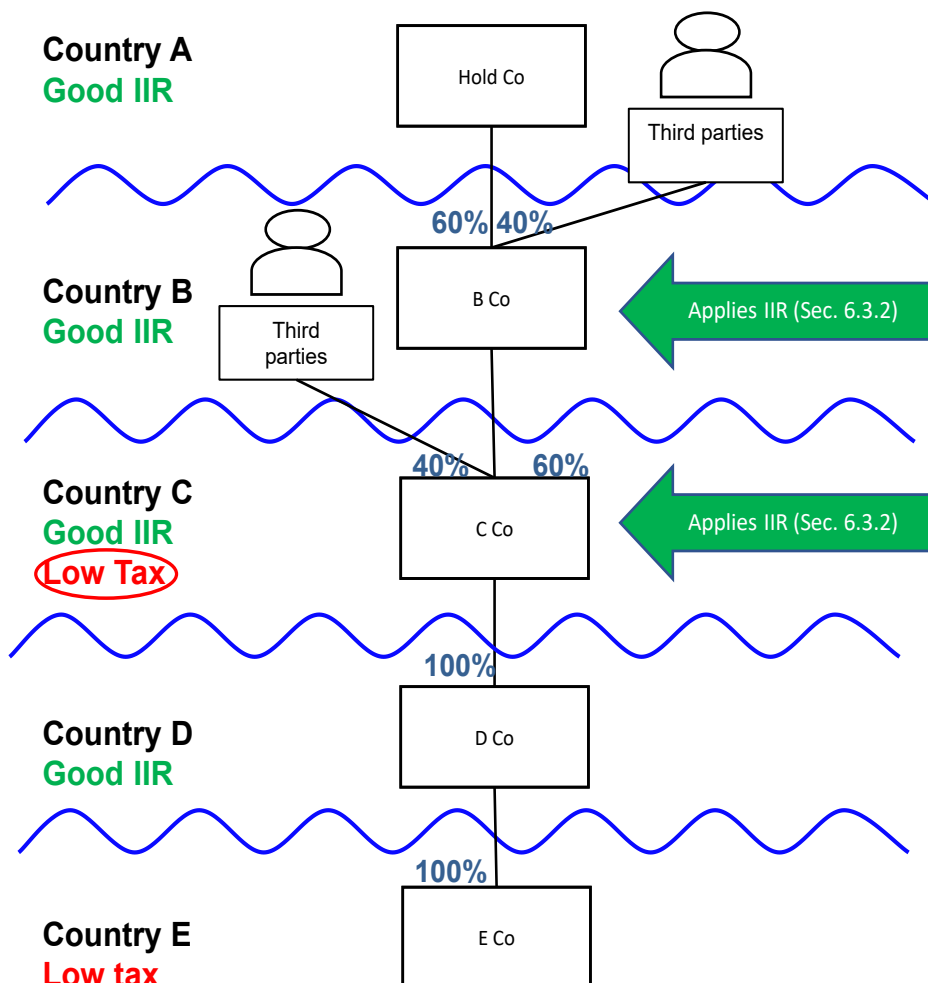 Country A
Good IIR
Hold Co
Third parties
60%
40%
Country B
Good IIR
B Co
Applies IIR (Sec. 6.3.2)
Third
parties
40%
60%
Country C
Good IIR
Low Tax
C Co
Applies IIR (Sec. 6.3.2)
100%
Country D
Good IIR
D Co
100%
Country E
Low tax
E Co